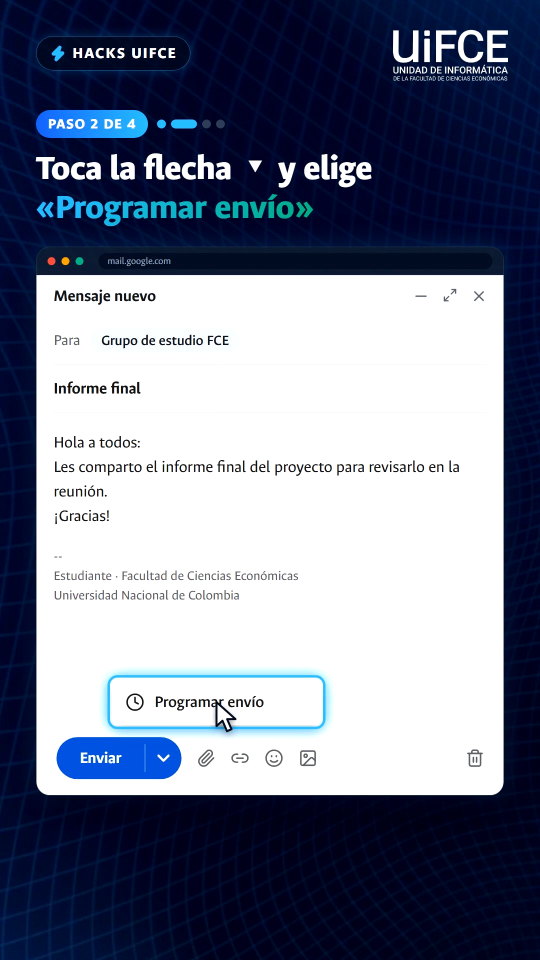 HACKS UIFCE
UiFCE
UNIDAD DE INFORMÁTICA
DE LA FACULTAD DE CIENCIAS ECONÓMICAS
PASO 2 DE 4
Toca la flecha ▼ y elige
«Programar envío»
mail.google.com
Mensaje nuevo
Para Grupo de estudio FCE
Informe final
Hola a todos:
Les comparto el informe final del proyecto para revisarlo en la
reunión.
¡Gracias!
--
Estudiante · Facultad de Ciencias Económicas
Universidad Nacional de Colombia
Programar envío
Enviar